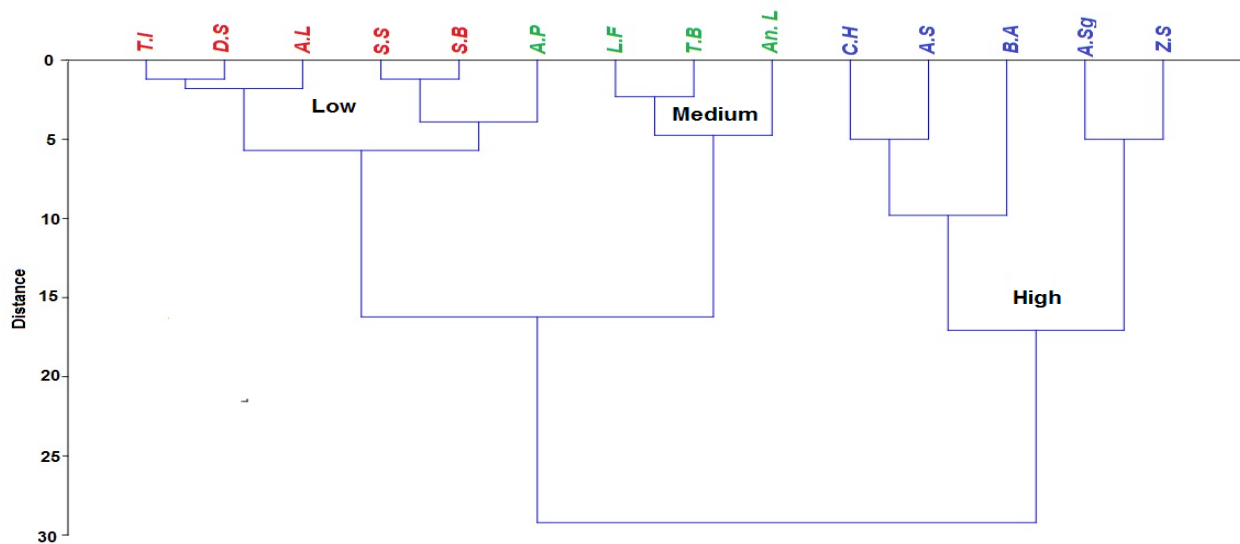 T.I D.S A.L S.S S.B A.P L.F T.B An. L C.H A.S B.A A.Sg Z.S
0
Low
Medium
5
10
High
15
Distance
20
25
30